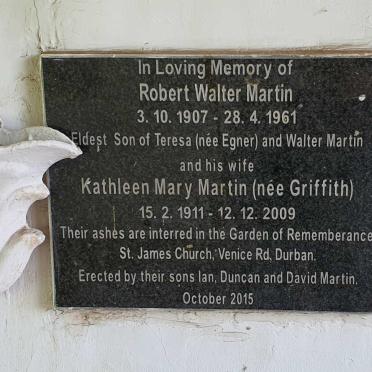 In Loving Memory of
Robert Walter Martin
3. 10. 1907 - 28. 4. 1961
Eldest Son of Teresa (née Egner) and Walter Martin
and his wife
Kathleen Mary Martin (née Griffith)
15. 2. 1911 - 12. 12. 2009
Their ashes are interred in the Garden of Rememberance
St. James Church, Venice Rd, Durban.
Erected by their sons Ian, Duncan and David Martin.
October 2015